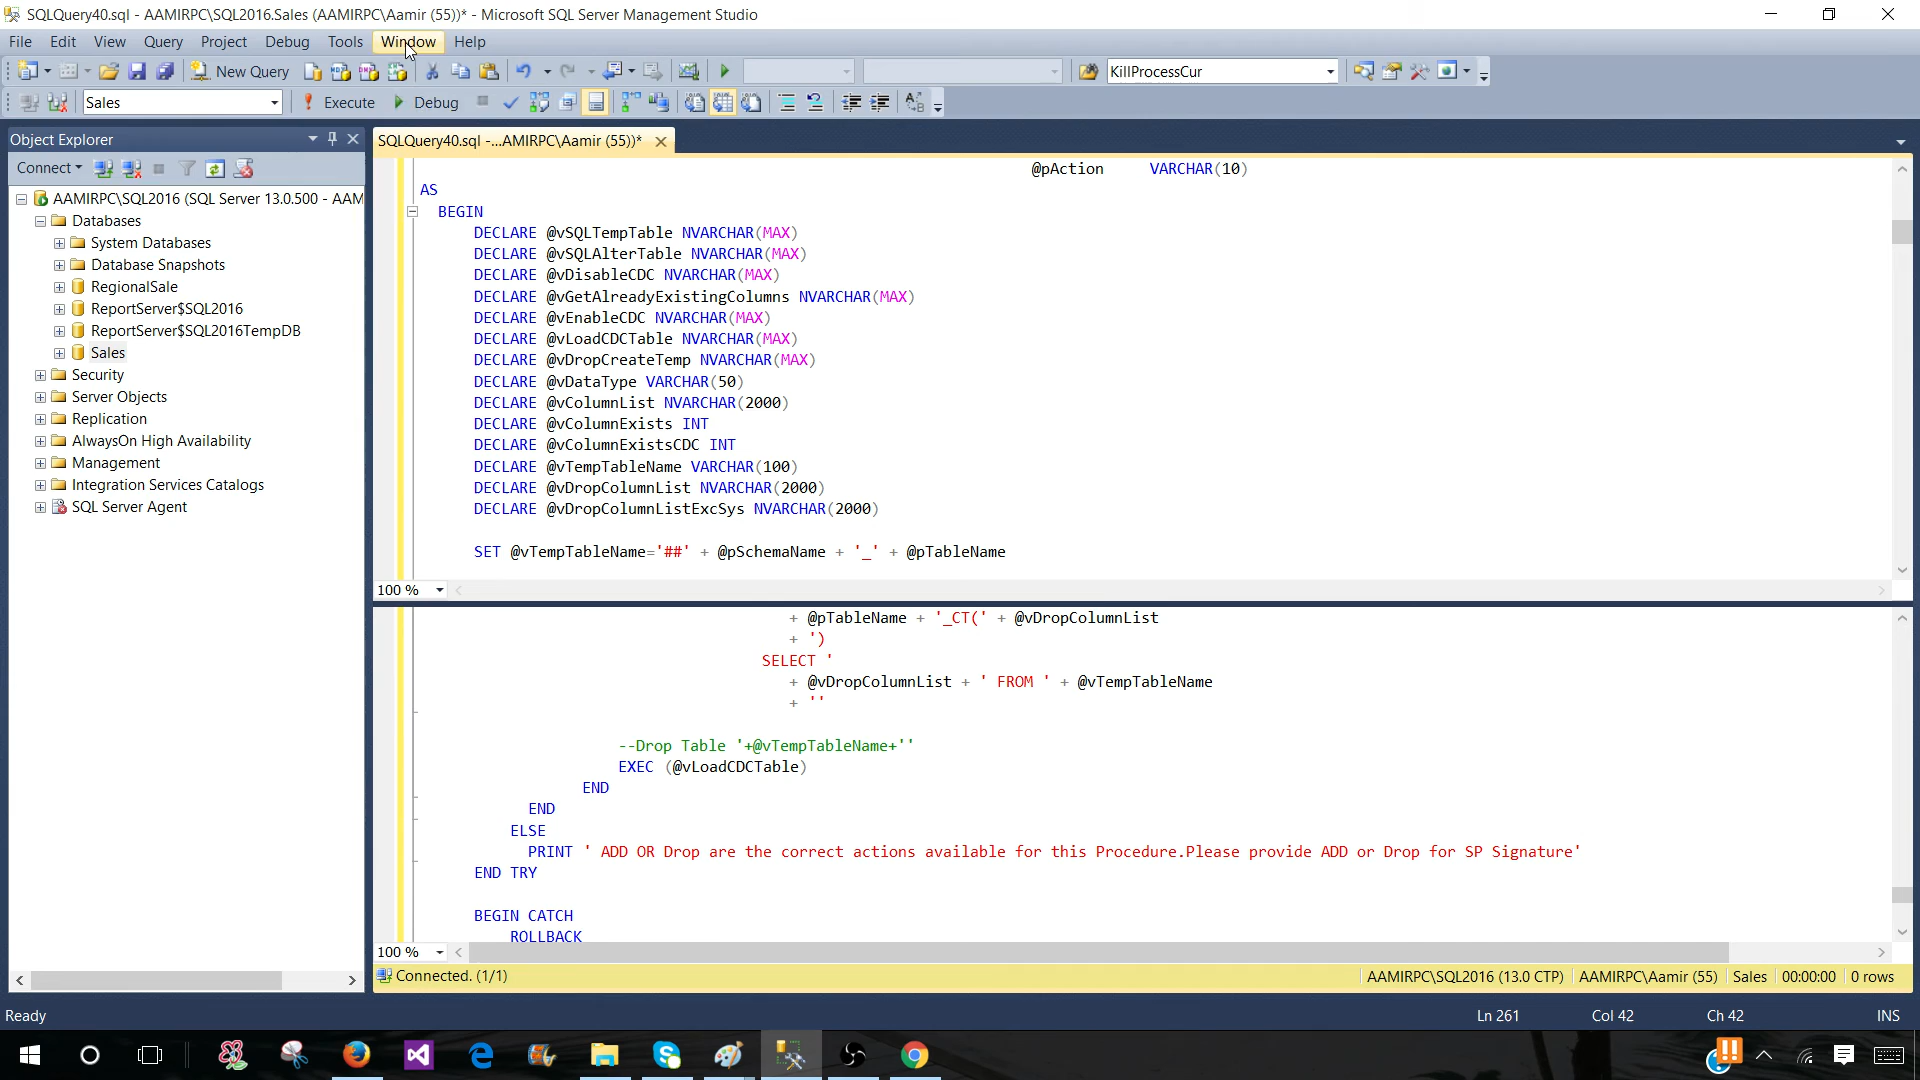 SQLQuery40.sql - AAMIRPC\SQL2016.Sales (AAMIRPC\Aamir (55))* - Microsoft SQL Server Management Studio
File Edit View Query Project Debug Tools Window Help
New Query KillProcessCur
Sales Execute Debug
Object Explorer
SQLQuery40.sql -...AMIRPC\Aamir (55))*
Connect
AAMIRPC\SQL2016 (SQL Server 13.0.500 - AAM
Databases
System Databases
Database Snapshots
RegionalSale
ReportServer$SQL2016
ReportServer$SQL2016TempDB
Sales
Security
Server Objects
Replication
AlwaysOn High Availability
Management
Integration Services Catalogs
SQL Server Agent
@pAction VARCHAR(10)
AS
BEGIN
DECLARE @vSQLTempTable NVARCHAR(MAX)
DECLARE @vSQLAlterTable NVARCHAR(MAX)
DECLARE @vDisableCDC NVARCHAR(MAX)
DECLARE @vGetAlreadyExistingColumns NVARCHAR(MAX)
DECLARE @vEnableCDC NVARCHAR(MAX)
DECLARE @vLoadCDCTable NVARCHAR(MAX)
DECLARE @vDropCreateTemp NVARCHAR(MAX)
DECLARE @vDataType VARCHAR(50)
DECLARE @vColumnList NVARCHAR(2000)
DECLARE @vColumnExists INT
DECLARE @vColumnExistsCDC INT
DECLARE @vTempTableName VARCHAR(100)
DECLARE @vDropColumnList NVARCHAR(2000)
DECLARE @vDropColumnListExcSys NVARCHAR(2000)
SET @vTempTableName='##' + @pSchemaName + '_' + @pTableName
100 %
+ @pTableName + '_CT(' + @vDropColumnList
+ ')
SELECT '
+ @vDropColumnList + ' FROM ' + @vTempTableName
+ ''
--Drop Table '+@vTempTableName+''
EXEC (@vLoadCDCTable)
END
END
ELSE
PRINT ' ADD OR Drop are the correct actions available for this Procedure.Please provide ADD or Drop for SP Signature'
END TRY
BEGIN CATCH
ROLLBACK
100 %
Connected. (1/1) AAMIRPC\SQL2016 (13.0 CTP) AAMIRPC\Aamir (55) Sales 00:00:00 0 rows
Ready Ln 261 Col 42 Ch 42 INS